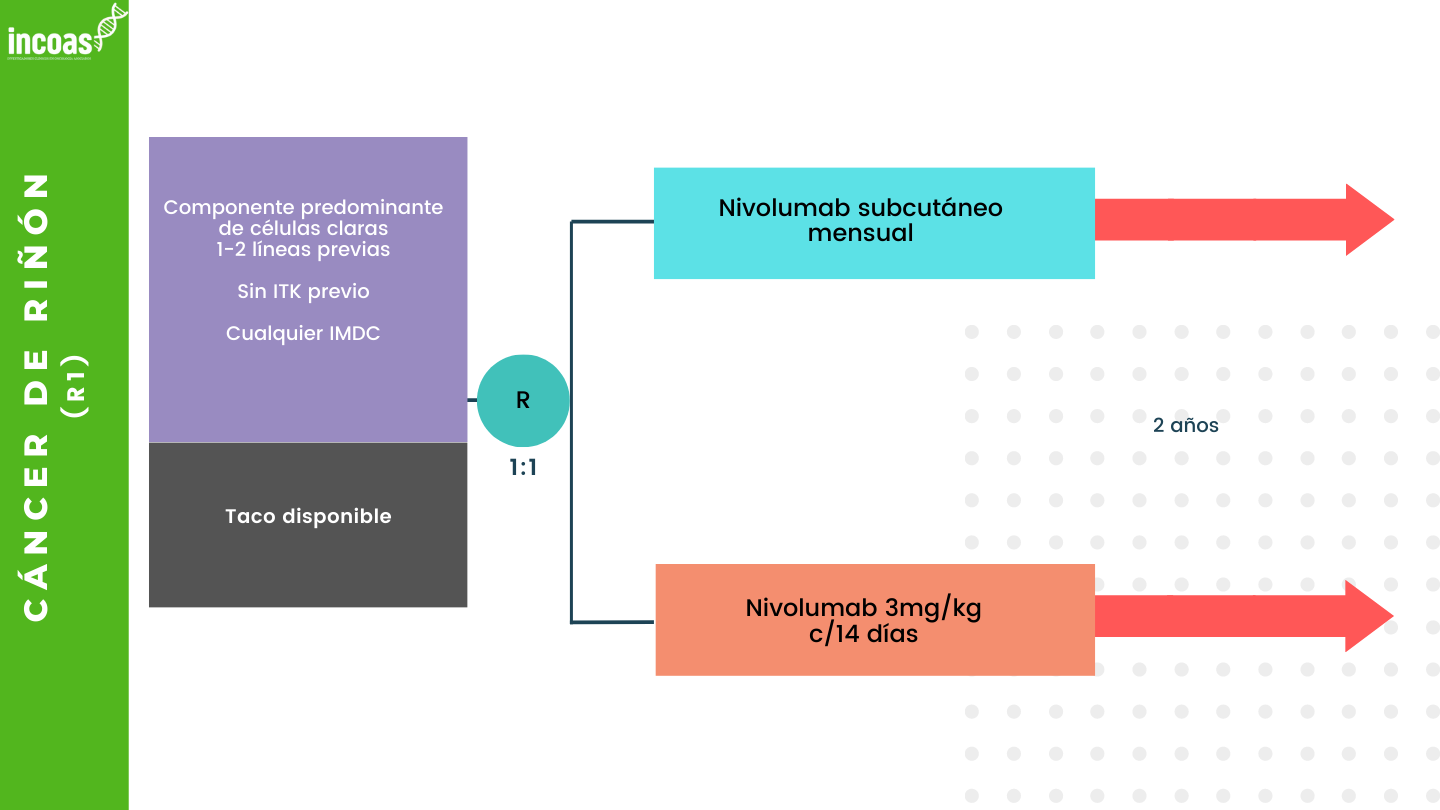 incoas
CÁNCER DE RIÑÓN
(R1)
Componente predominante
de células claras
1-2 líneas previas
Sin ITK previo
Cualquier IMDC
Taco disponible
R
1:1
Nivolumab subcutáneo
mensual
2 años
Nivolumab 3mg/kg
c/14 días